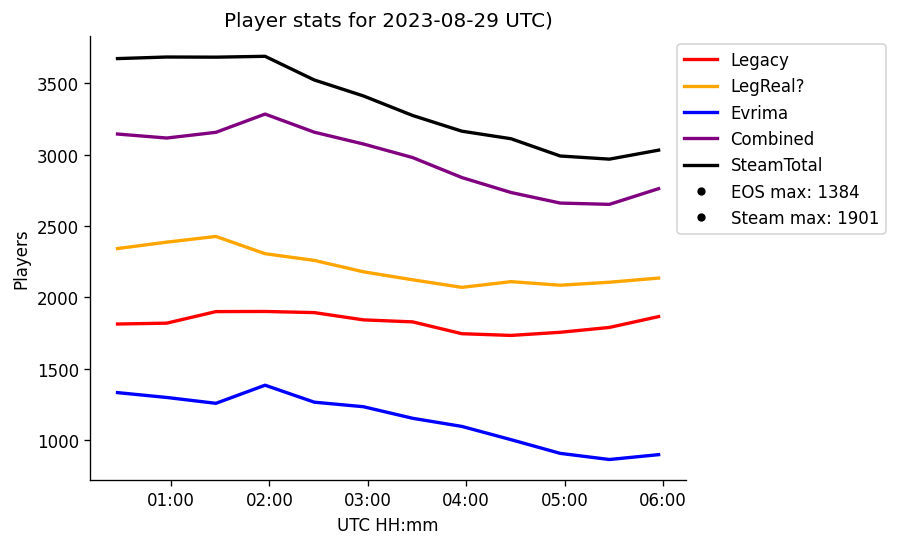 Player stats for 2023-08-29 UTC)
Players
3500
3000
2500
2000
1500
1000
01:00 02:00 03:00 04:00 05:00 06:00
UTC HH:mm
Legacy
LegReal?
Evrima
Combined
SteamTotal
EOS max: 1384
Steam max: 1901